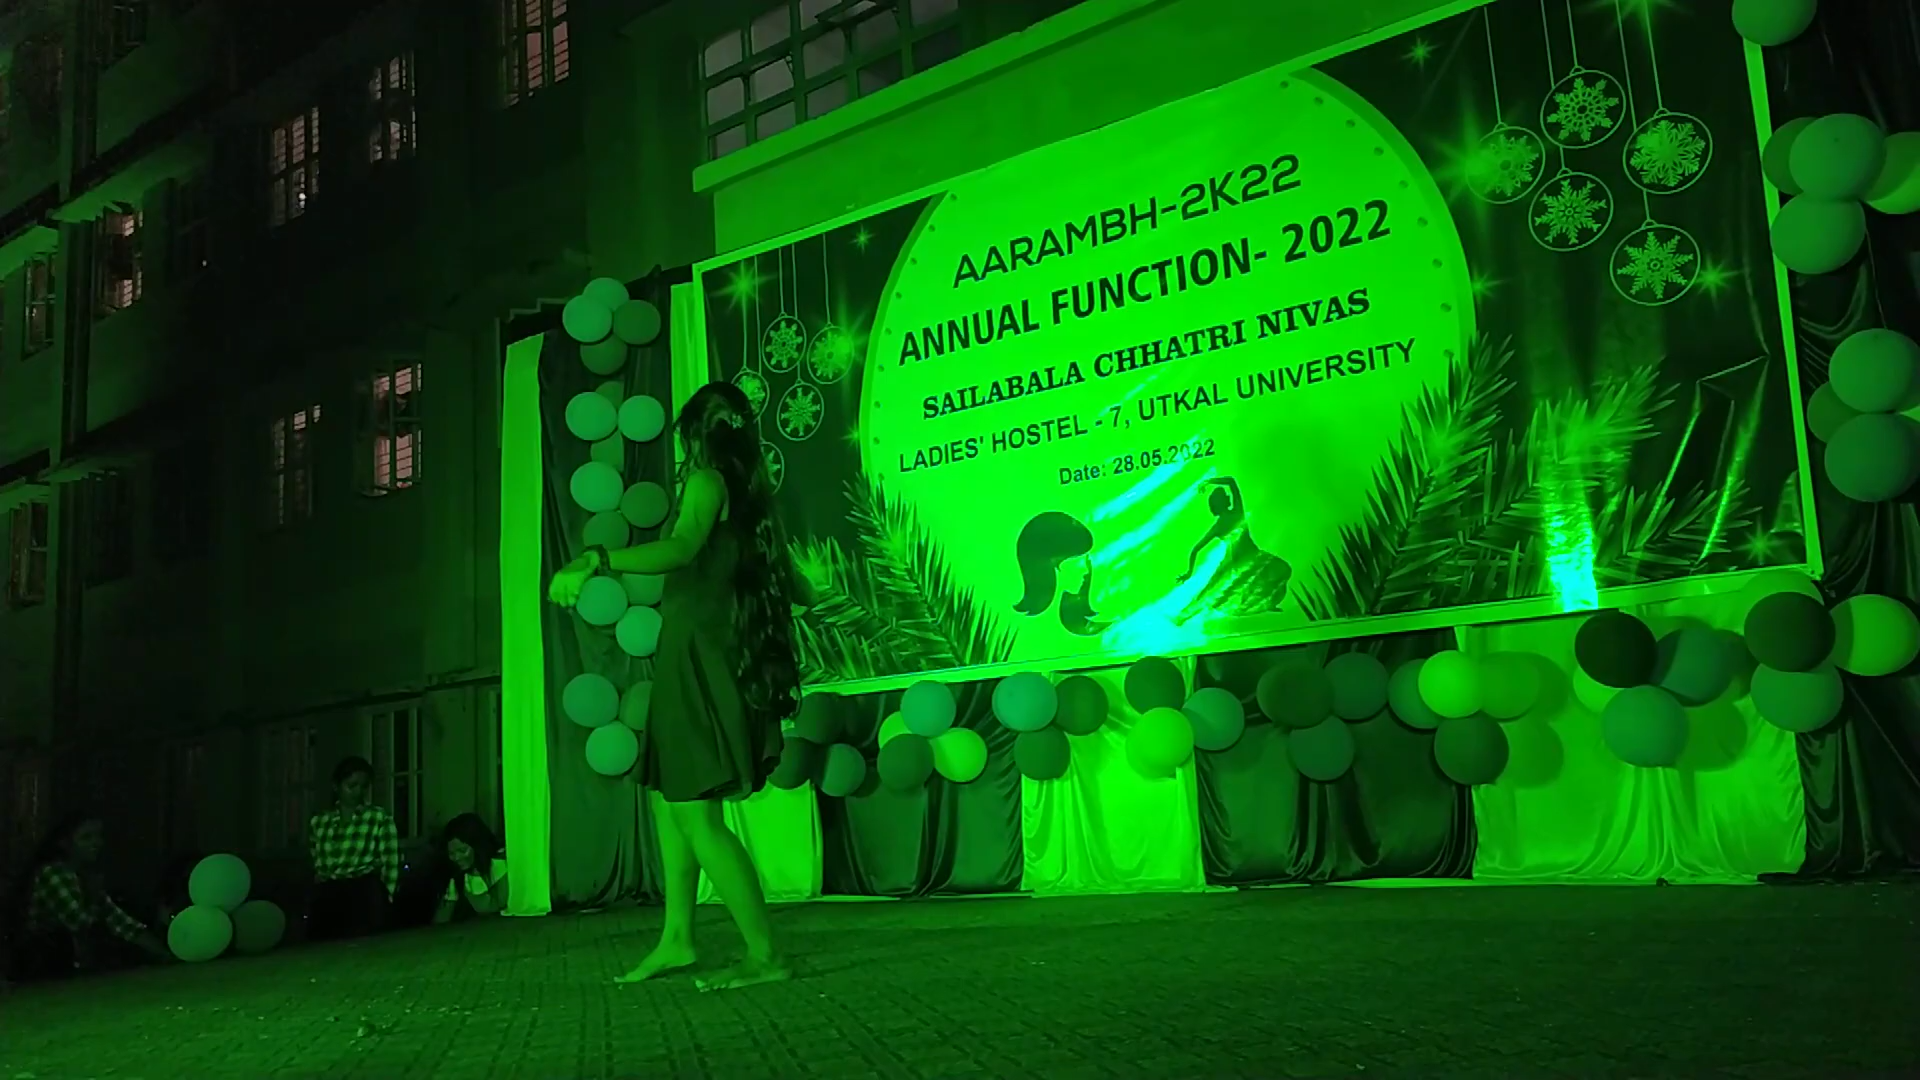 AARAMBH-2K22
ANNUAL FUNCTION- 2022
SAILABALA CHHATRI NIVAS
LADIES' HOSTEL - 7, UTKAL UNIVERSITY
Date: 28.05.2022